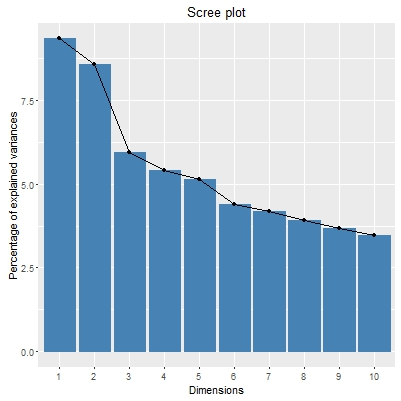 Scree plot
Percentage of explained variances
7.5
5.0
2.5
0.0
1 2 3 4 5 6 7 8 9 10
Dimensions